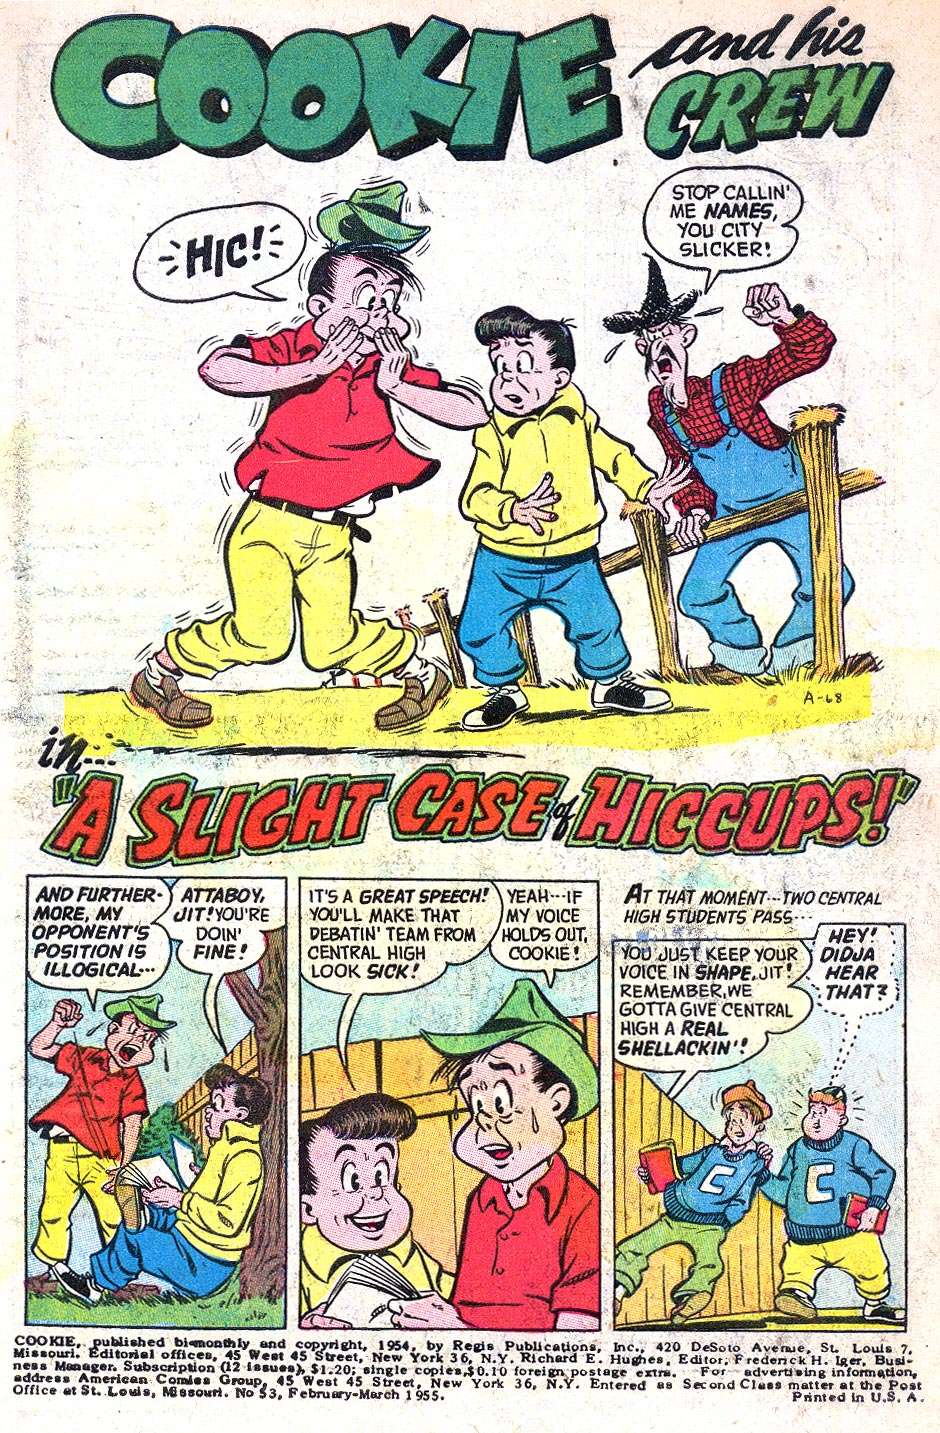 COOKIE and his
CREW
HIC!
STOP CALLIN'
ME NAMES,
YOU CITY
SLICKER!
A-68
in---
"A SLIGHT CASE of HICCUPS!"
AND FURTHER-
MORE, MY
OPPONENT'S
POSITION IS
ILLOGICAL---
ATTABOY,
JIT! YOU'RE
DOIN'
FINE!
IT'S A GREAT SPEECH!
YOU'LL MAKE THAT
DEBATIN' TEAM FROM
CENTRAL HIGH
LOOK SICK!
YEAH---IF
MY VOICE
HOLDS OUT,
COOKIE!
AT THAT MOMENT---TWO CENTRAL
HIGH STUDENTS PASS---
YOU JUST KEEP YOUR
VOICE IN SHAPE, JIT!
REMEMBER, WE
GOTTA GIVE CENTRAL
HIGH A REAL
SHELLACKIN'!
HEY!
DIDJA
HEAR
THAT?
C
C
COOKIE, published bi-monthly and copyright, 1954, by Regis Publications, Inc., 420 DeSoto Avenue, St. Louis 7,
Missouri. Editorial offices, 45 West 45 Street, New York 36, N.Y. Richard E. Hughes, Editor; Frederick H. Iger, Busi-
ness Manager. Subscription (12 issues), $1.20; single copies, $0.10 foreign postage extra. For advertising information,
address American Comics Group, 45 West 45 Street, New York 36, N.Y. Entered as Second Class matter at the Post
Office at St. Louis, Missouri. No 53, February-March 1955. Printed in U.S.A.